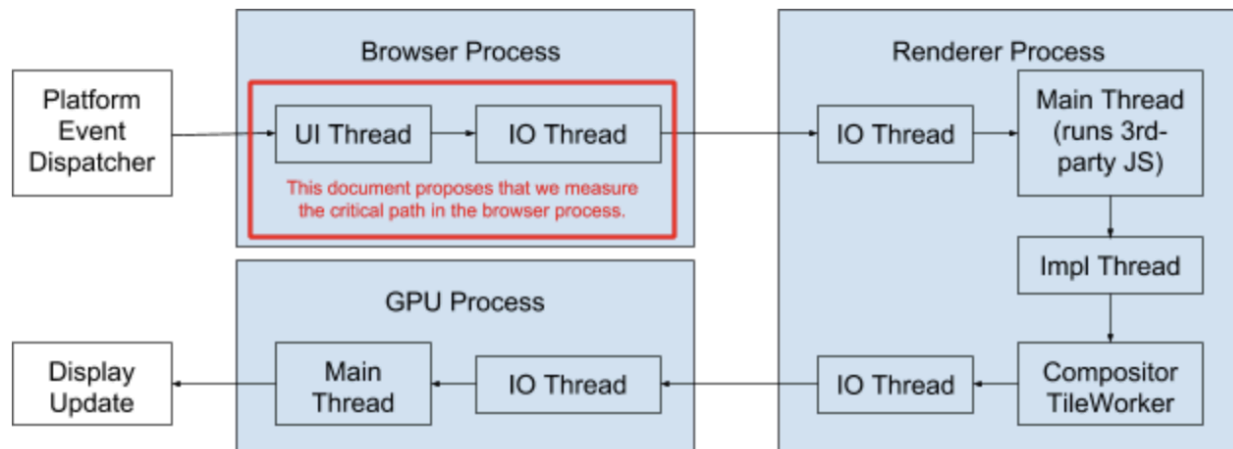 Browser Process
Renderer Process
Platform
Event
Dispatcher
UI Thread
IO Thread
This document proposes that we measure
the critical path in the browser process.
IO Thread
Main Thread
(runs 3rd-
party JS)
Impl Thread
GPU Process
Display
Update
Main
Thread
IO Thread
IO Thread
Compositor
TileWorker